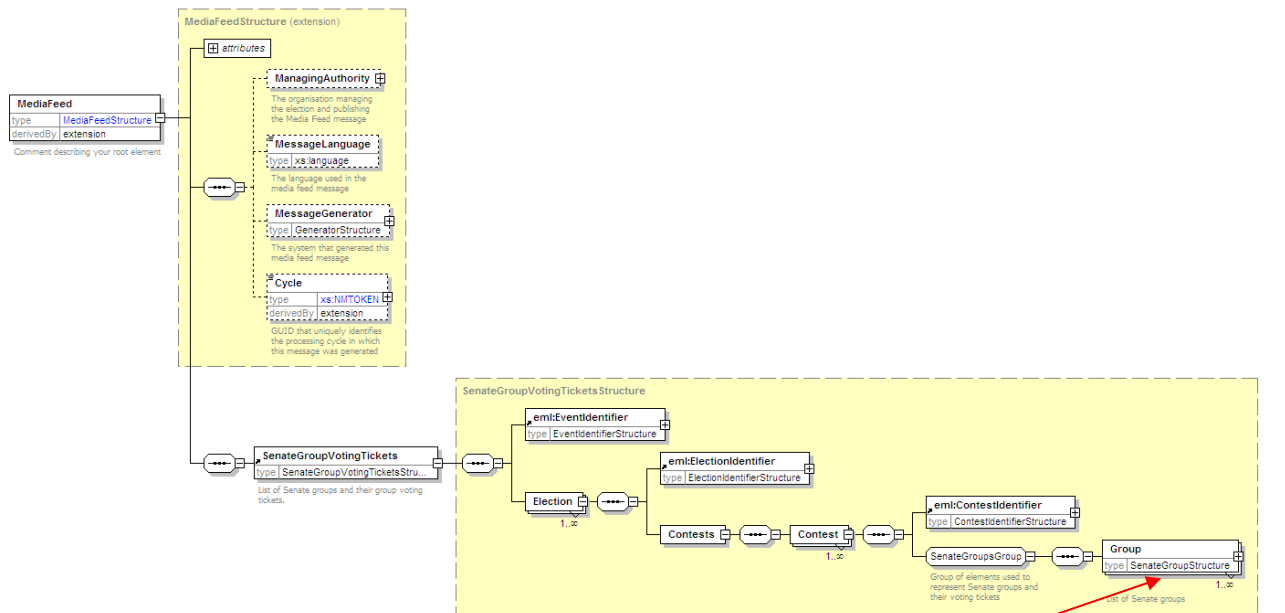 MediaFeedStructure (extension)
attributes
ManagingAuthority
The organisation managing
the election and publishing
the Media Feed message
MediaFeed
type MediaFeedStructure
derivedBy extension
Comment describing your root element
MessageLanguage
type xs:language
The language used in the
media feed message
MessageGenerator
type GeneratorStructure
The system that generated this
media feed message
Cycle
type xs:NMTOKEN
derivedBy extension
GUID that uniquely identifies
the processing cycle in which
this message was generated
SenateGroupVotingTicketsStructure
eml:EventIdentifier
type EventIdentifierStructure
SenateGroupVotingTickets
type SenateGroupVotingTicketsStru...
List of Senate groups and their group voting
tickets.
eml:ElectionIdentifier
type ElectionIdentifierStructure
Election
1..∞
eml:ContestIdentifier
type ContestIdentifierStructure
Contests
Contest
1..∞
SenateGroupsGroup
Group of elements used to
represent Senate groups and
their voting tickets
Group
type SenateGroupStructure
1..∞
List of Senate groups